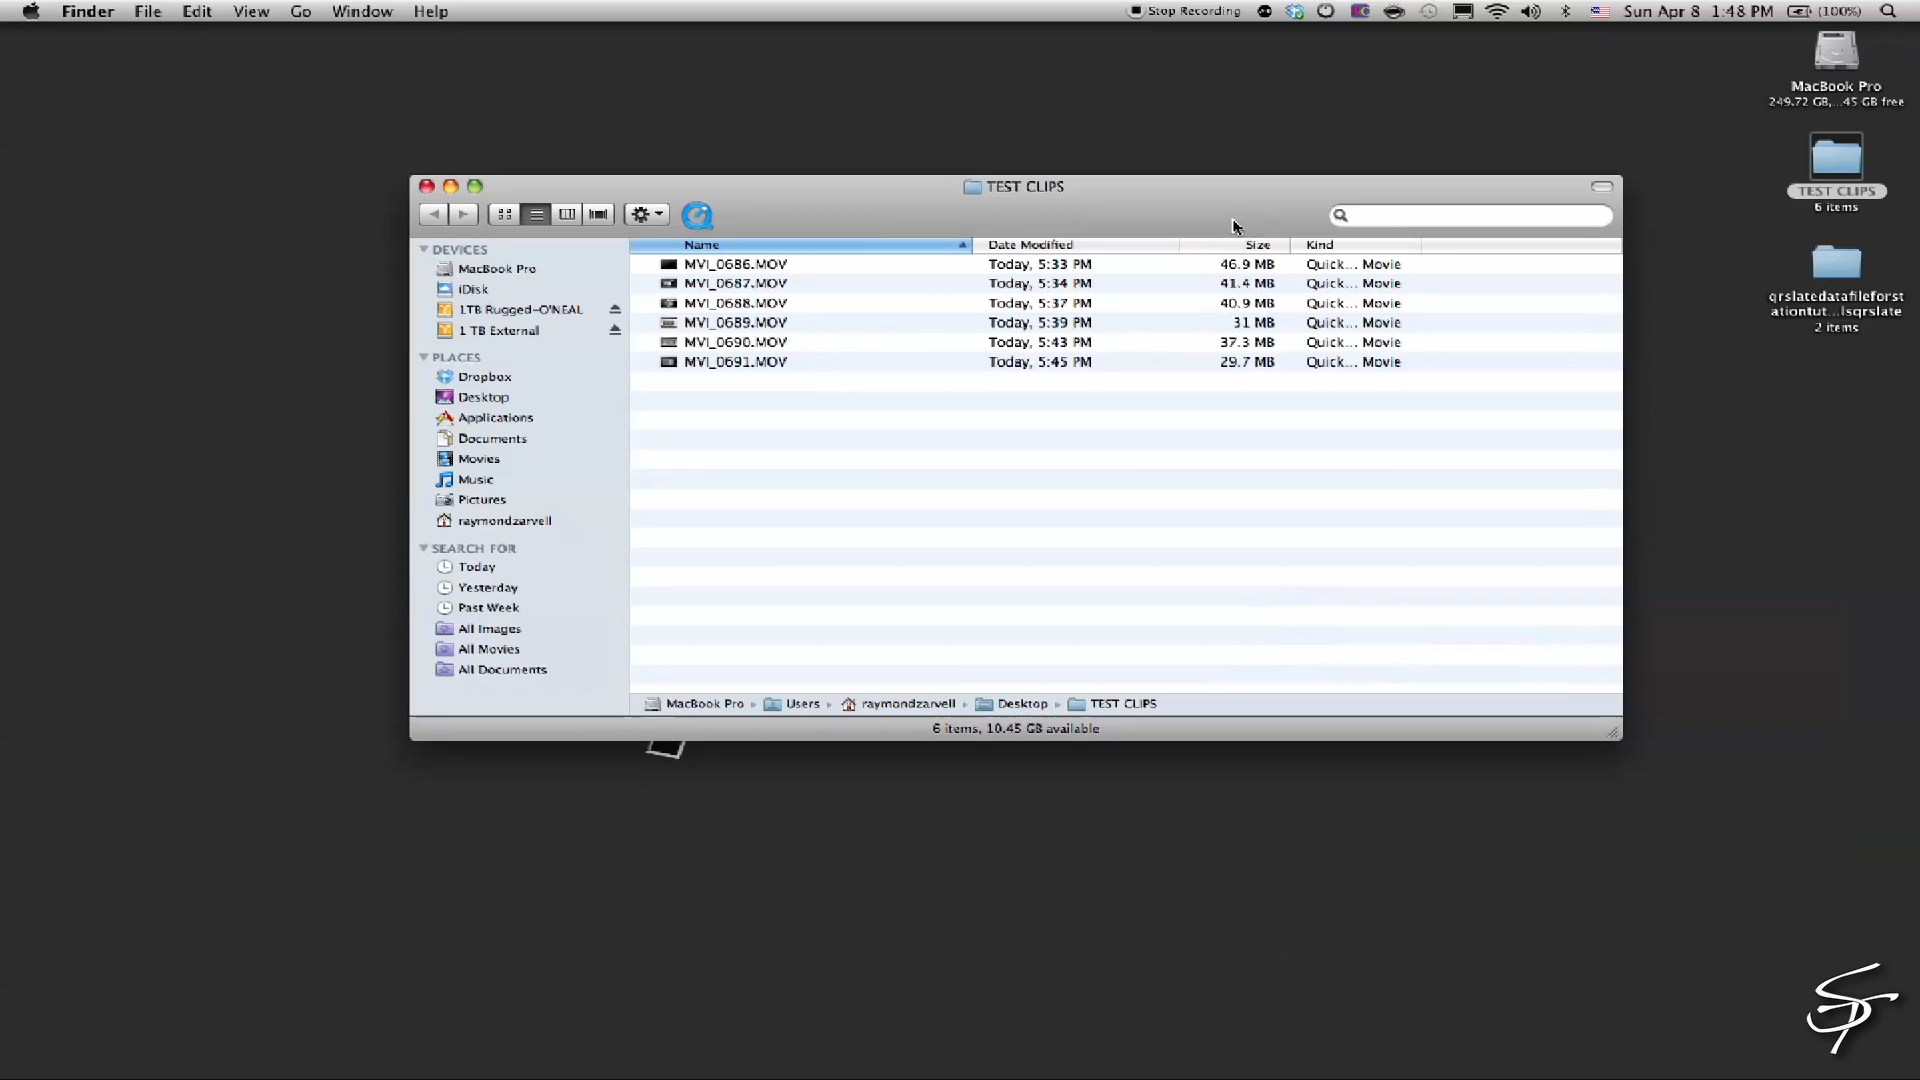 Finder File Edit View Go Window Help Stop Recording Sun Apr 8 1:48 PM (100%)
MacBook Pro
249.72 GB,...45 GB free
TEST CLIPS
6 items
qrslatedatafileforst
ationtut...lsqrslate
2 items
TEST CLIPS
Name Date Modified Size Kind
MVI_0686.MOV Today, 5:33 PM 46.9 MB Quick... Movie
MVI_0687.MOV Today, 5:34 PM 41.4 MB Quick... Movie
MVI_0688.MOV Today, 5:37 PM 40.9 MB Quick... Movie
MVI_0689.MOV Today, 5:39 PM 31 MB Quick... Movie
MVI_0690.MOV Today, 5:43 PM 37.3 MB Quick... Movie
MVI_0691.MOV Today, 5:45 PM 29.7 MB Quick... Movie
DEVICES
MacBook Pro
iDisk
1TB Rugged-O'NEAL
1 TB External
PLACES
Dropbox
Desktop
Applications
Documents
Movies
Music
Pictures
raymondzarvell
SEARCH FOR
Today
Yesterday
Past Week
All Images
All Movies
All Documents
MacBook Pro Users raymondzarvell Desktop TEST CLIPS
6 items, 10.45 GB available